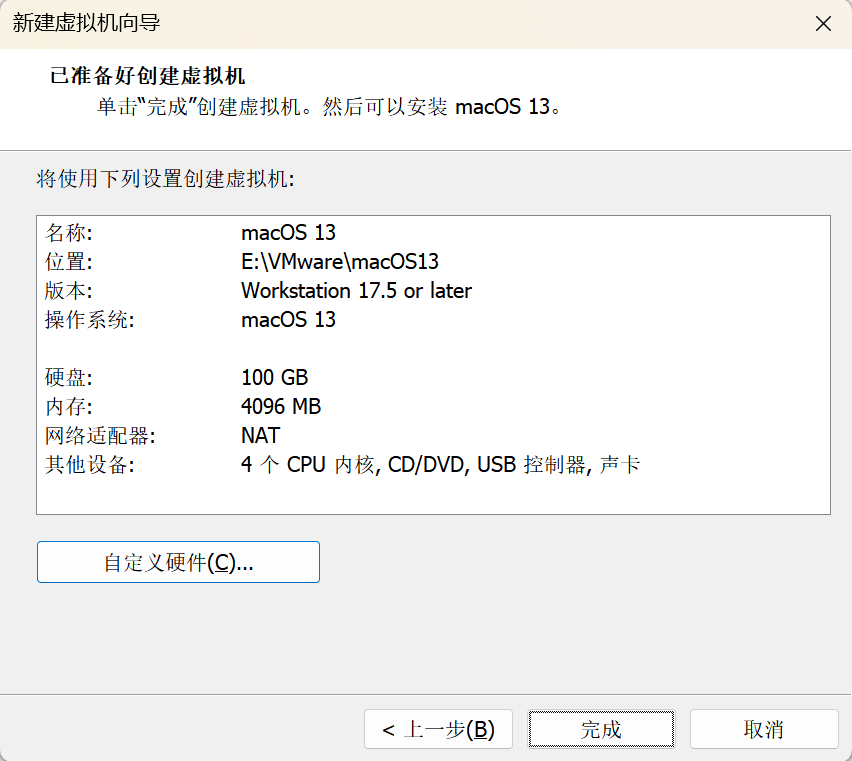 新建虚拟机向导
已准备好创建虚拟机
单击“完成”创建虚拟机。然后可以安装 macOS 13。
将使用下列设置创建虚拟机:
名称: macOS 13
位置: E:\VMware\macOS13
版本: Workstation 17.5 or later
操作系统: macOS 13
硬盘: 100 GB
内存: 4096 MB
网络适配器: NAT
其他设备: 4 个 CPU 内核, CD/DVD, USB 控制器, 声卡
自定义硬件(C)...
< 上一步(B) 完成 取消